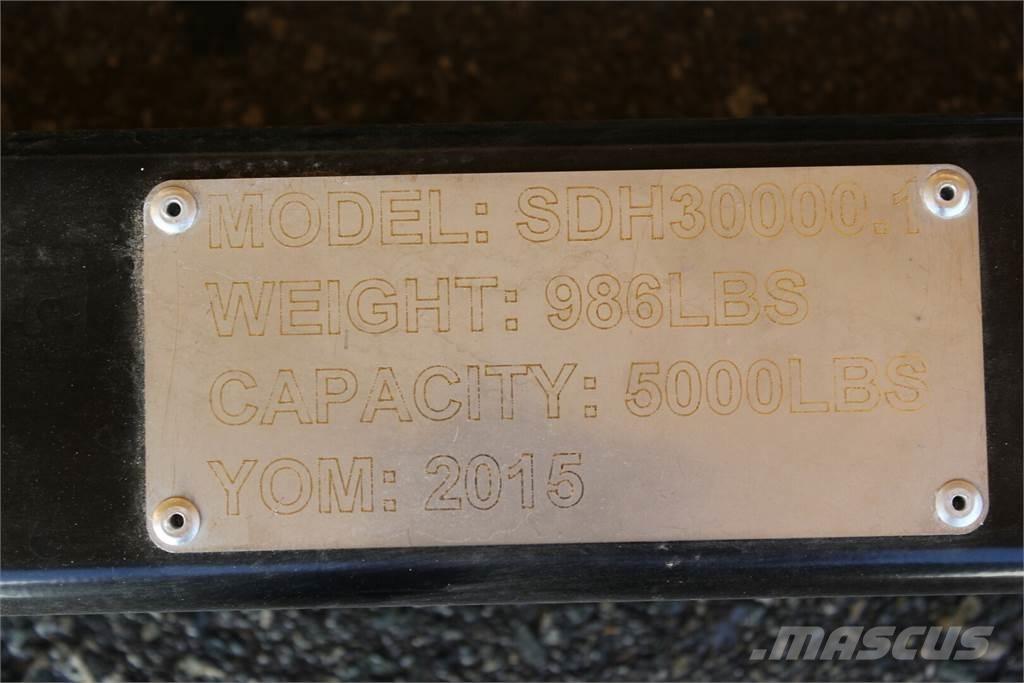 MODEL: SDH30000.1
WEIGHT: 986LBS
CAPACITY: 5000LBS
YOM: 2015
MASCUS